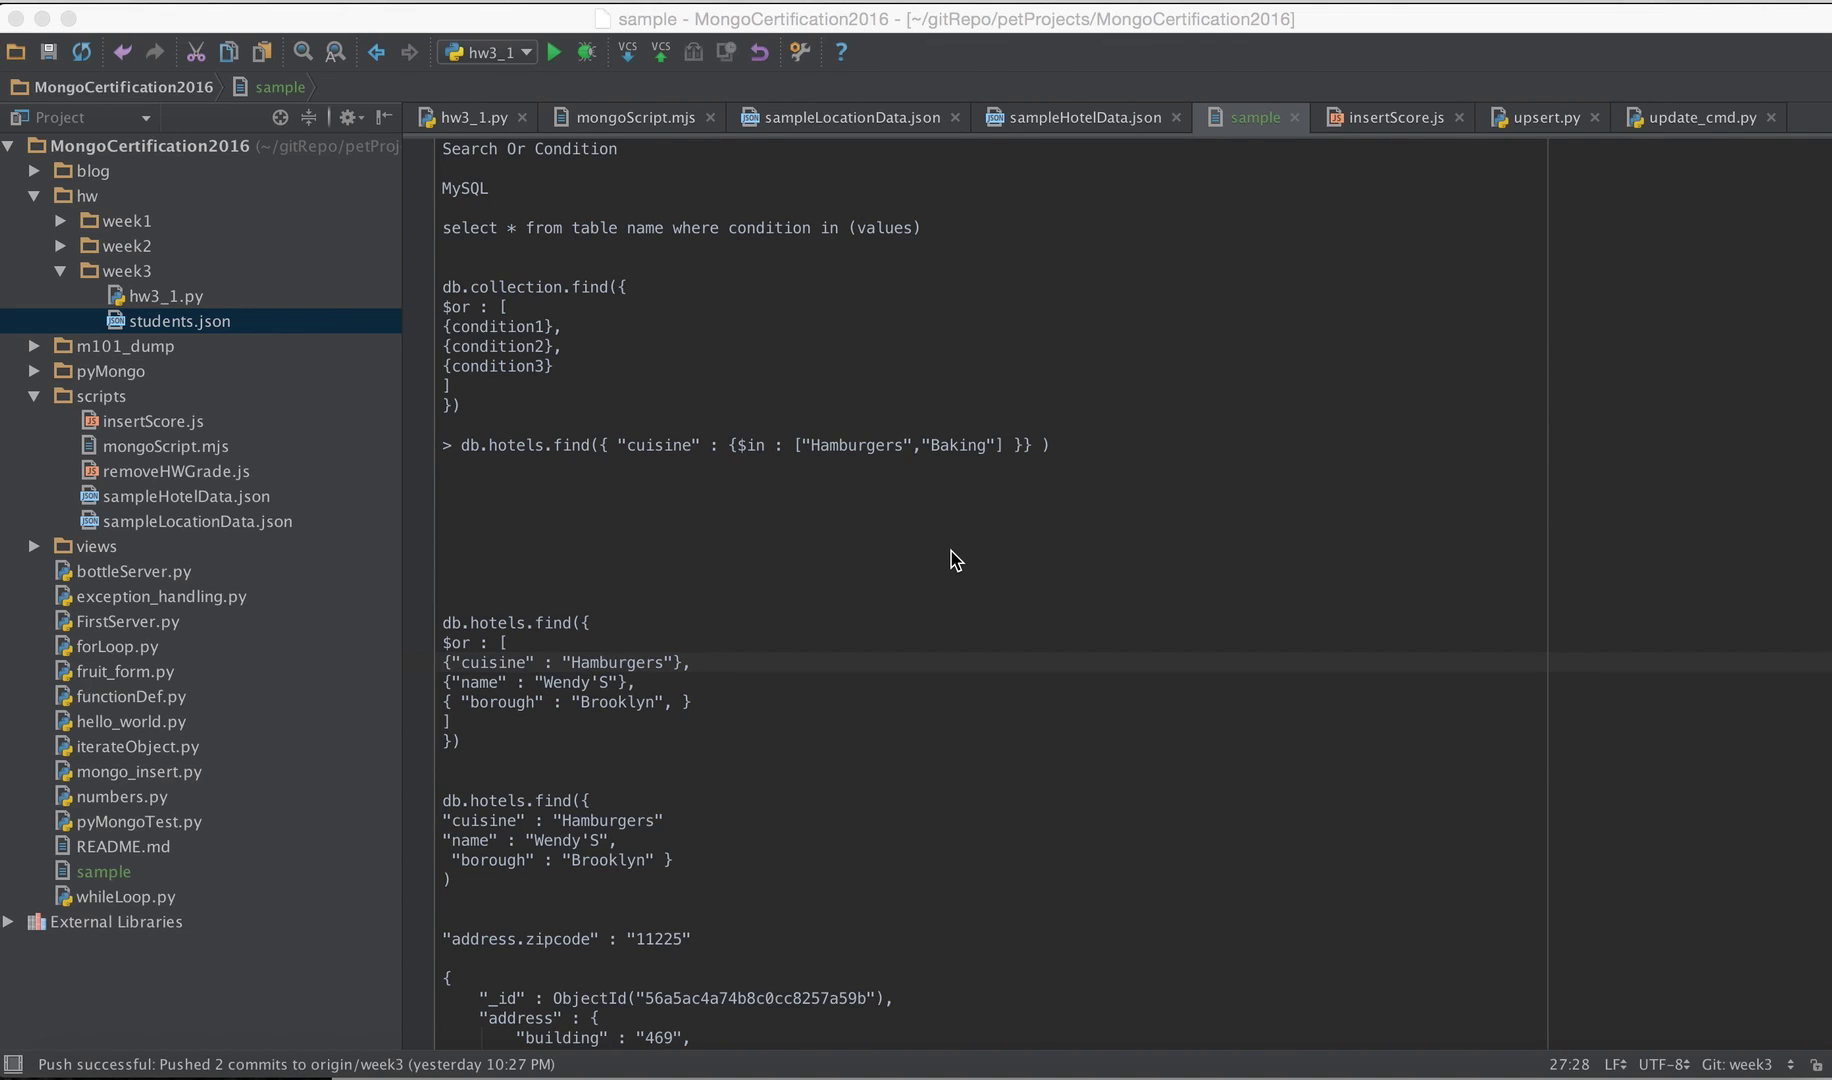 sample - MongoCertification2016 - [~/gitRepo/petProjects/MongoCertification2016]
hw3_1
VCS
VCS
?
MongoCertification2016
sample
Project
hw3_1.py
mongoScript.mjs
sampleLocationData.json
sampleHotelData.json
sample
insertScore.js
upsert.py
update_cmd.py
MongoCertification2016 (~/gitRepo/petProj
blog
hw
week1
week2
week3
hw3_1.py
students.json
m101_dump
pyMongo
scripts
insertScore.js
mongoScript.mjs
removeHWGrade.js
sampleHotelData.json
sampleLocationData.json
views
bottleServer.py
exception_handling.py
FirstServer.py
forLoop.py
fruit_form.py
functionDef.py
hello_world.py
iterateObject.py
mongo_insert.py
numbers.py
pyMongoTest.py
README.md
sample
whileLoop.py
External Libraries
Search Or Condition
MySQL
select * from table name where condition in (values)
db.collection.find({
$or : [
{condition1},
{condition2},
{condition3}
]
})
> db.hotels.find({ "cuisine" : {$in : ["Hamburgers","Baking"] }} )
db.hotels.find({
$or : [
{"cuisine" : "Hamburgers"},
{"name" : "Wendy'S"},
{ "borough" : "Brooklyn", }
]
})
db.hotels.find({
"cuisine" : "Hamburgers"
"name" : "Wendy'S",
"borough" : "Brooklyn" }
)
"address.zipcode" : "11225"
{
"_id" : ObjectId("56a5ac4a74b8c0cc8257a59b"),
"address" : {
"building" : "469",
Push successful: Pushed 2 commits to origin/week3 (yesterday 10:27 PM)
27:28 LF UTF-8 Git: week3